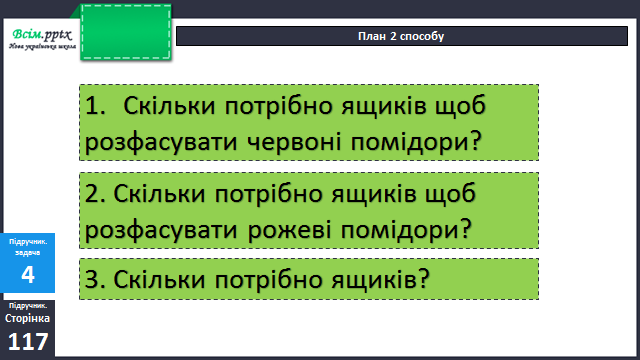 Всім.pptx
Нова українська школа
План 2 способу
1. Скільки потрібно ящиків щоб
розфасувати червоні помідори?
2. Скільки потрібно ящиків щоб
розфасувати рожеві помідори?
3. Скільки потрібно ящиків?
Підручник.
задача
4
Підручник.
Сторінка
117